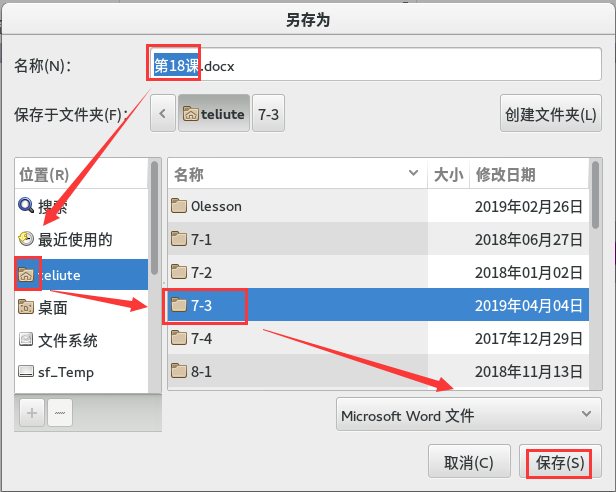 另存为
名称(N)：
第18课.docx
保存于文件夹(F)：
teliute
7-3
创建文件夹(L)
位置(R)
名称
大小
修改日期
搜索
0lesson
2019年02月26日
最近使用的
7-1
2018年06月27日
teliute
7-2
2018年01月02日
桌面
7-3
2019年04月04日
文件系统
7-4
2017年12月29日
sf_Temp
8-1
2018年11月13日
Microsoft Word 文件
取消(C)
保存(S)